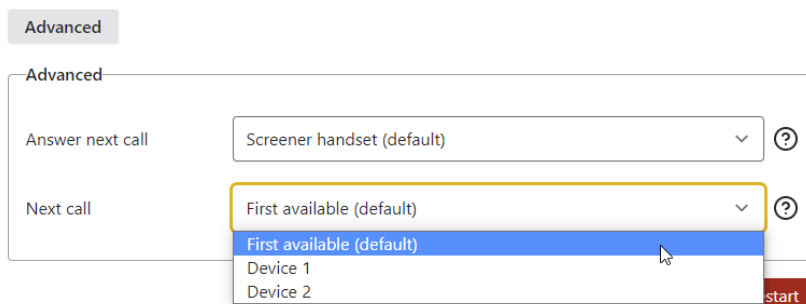 Advanced
Advanced
Answer next call
Screener handset (default)
Next call
First available (default)
First available (default)
Device 1
Device 2
start